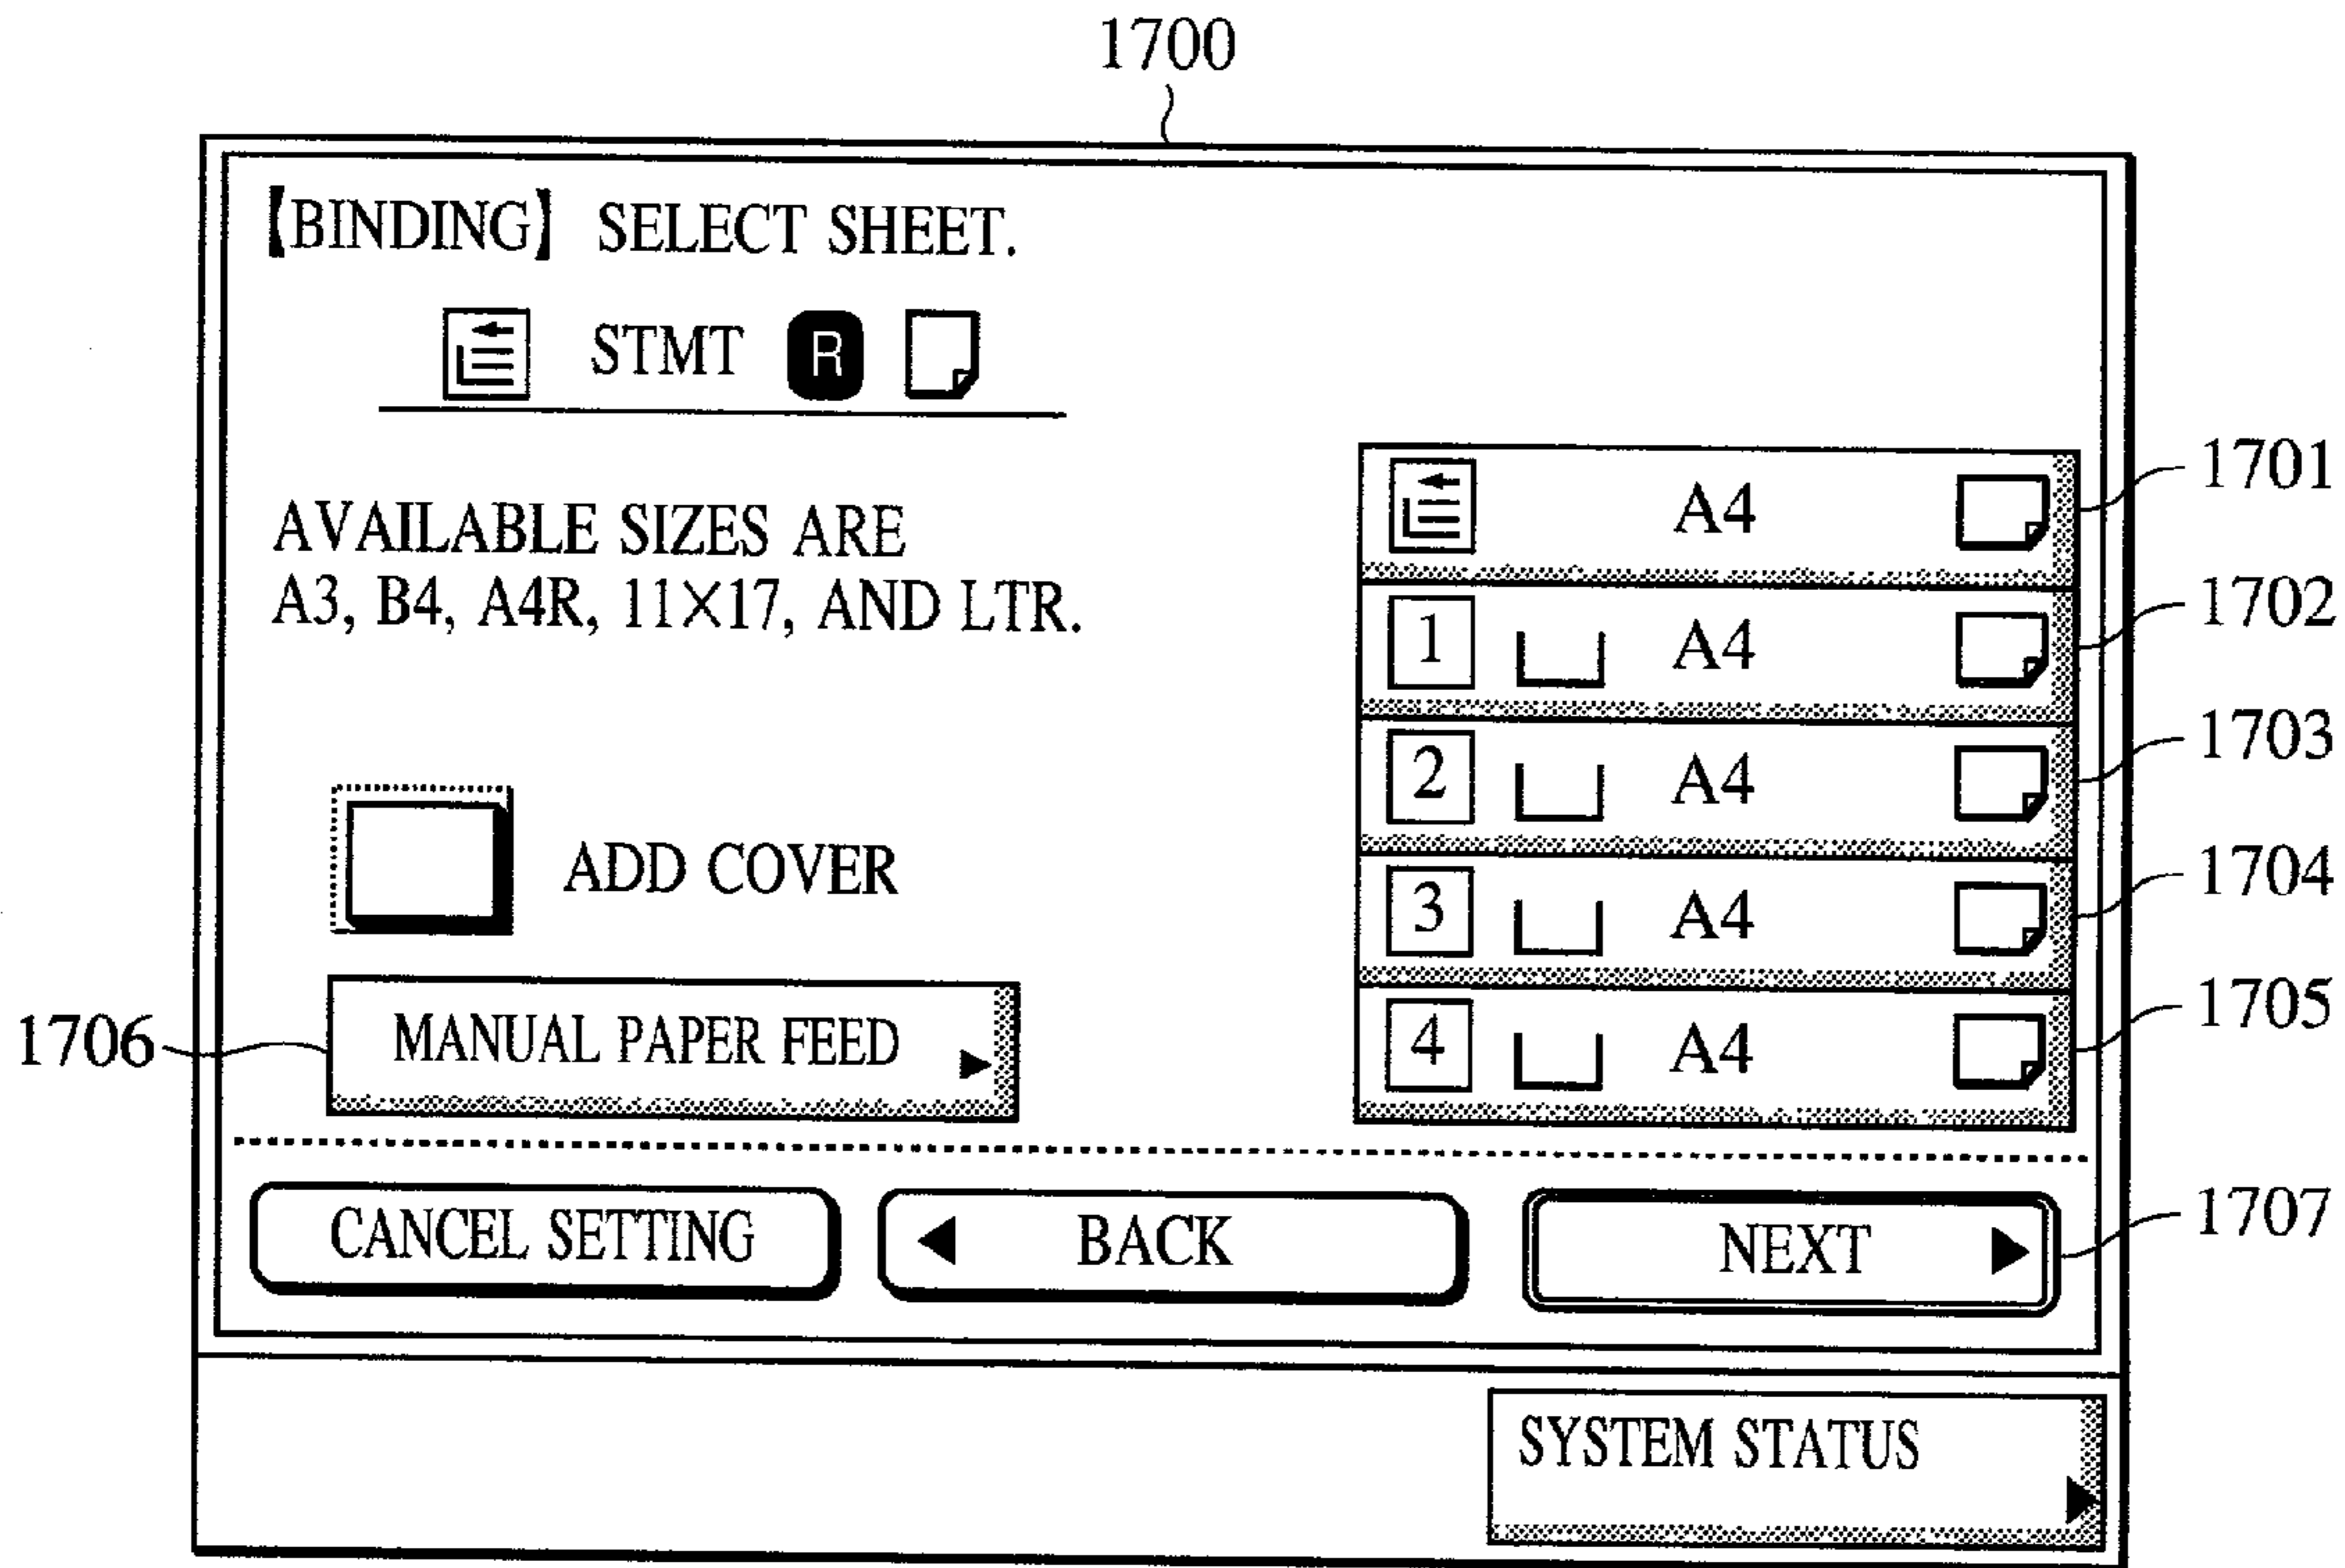 1700
【BINDING】 SELECT SHEET.
STMT R
AVAILABLE SIZES ARE
A3, B4, A4R, 11×17, AND LTR.
A4 1701
1 A4 1702
2 A4 1703
3 A4 1704
4 A4 1705
ADD COVER
1706 MANUAL PAPER FEED
CANCEL SETTING BACK NEXT 1707
SYSTEM STATUS